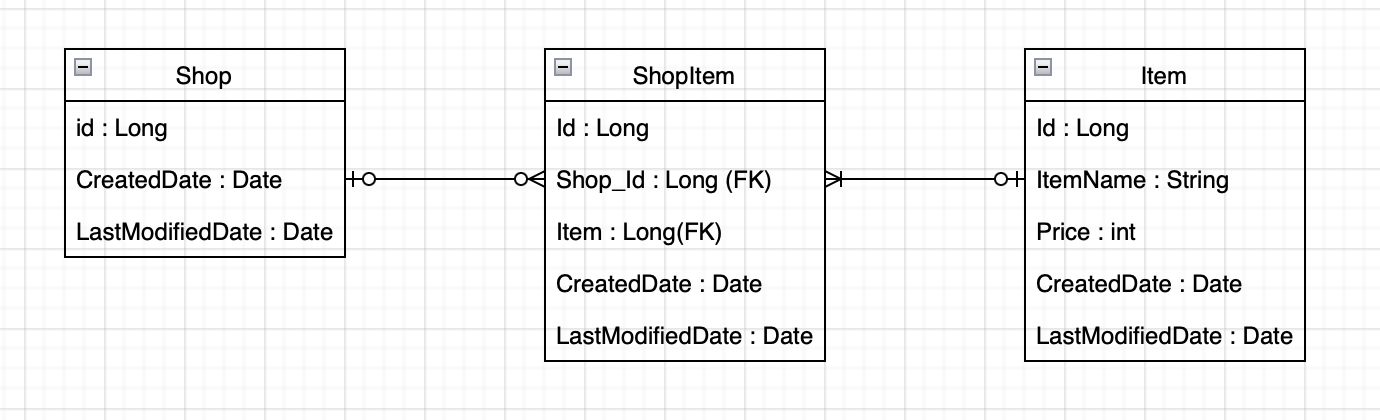 Shop
id : Long
CreatedDate : Date
LastModifiedDate : Date
ShopItem
Id : Long
Shop_Id : Long (FK)
Item : Long(FK)
CreatedDate : Date
LastModifiedDate : Date
Item
Id : Long
ItemName : String
Price : int
CreatedDate : Date
LastModifiedDate : Date